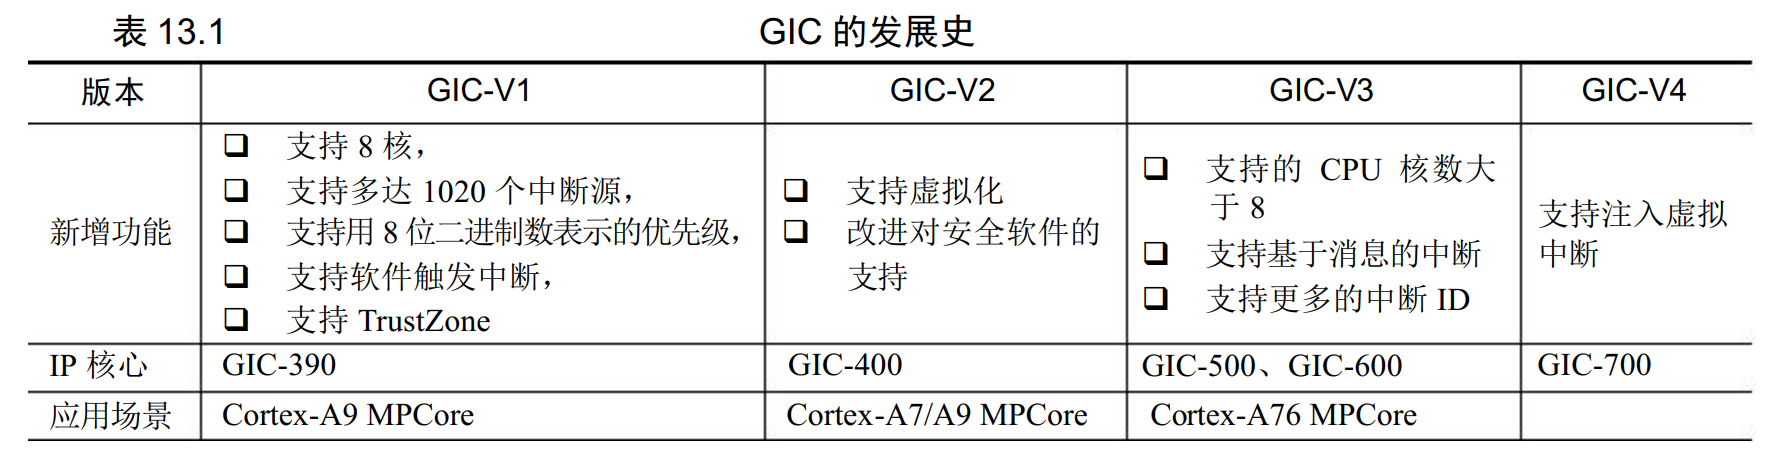 表 13.1 GIC 的发展史
版本 GIC-V1 GIC-V2 GIC-V3 GIC-V4
新增功能
❑ 支持 8 核，
❑ 支持多达 1020 个中断源，
❑ 支持用 8 位二进制数表示的优先级，
❑ 支持软件触发中断，
❑ 支持 TrustZone
❑ 支持虚拟化
❑ 改进对安全软件的
支持
❑ 支持的 CPU 核数大
于 8
❑ 支持基于消息的中断
❑ 支持更多的中断 ID
支持注入虚拟
中断
IP 核心 GIC-390 GIC-400 GIC-500、GIC-600 GIC-700
应用场景 Cortex-A9 MPCore Cortex-A7/A9 MPCore Cortex-A76 MPCore